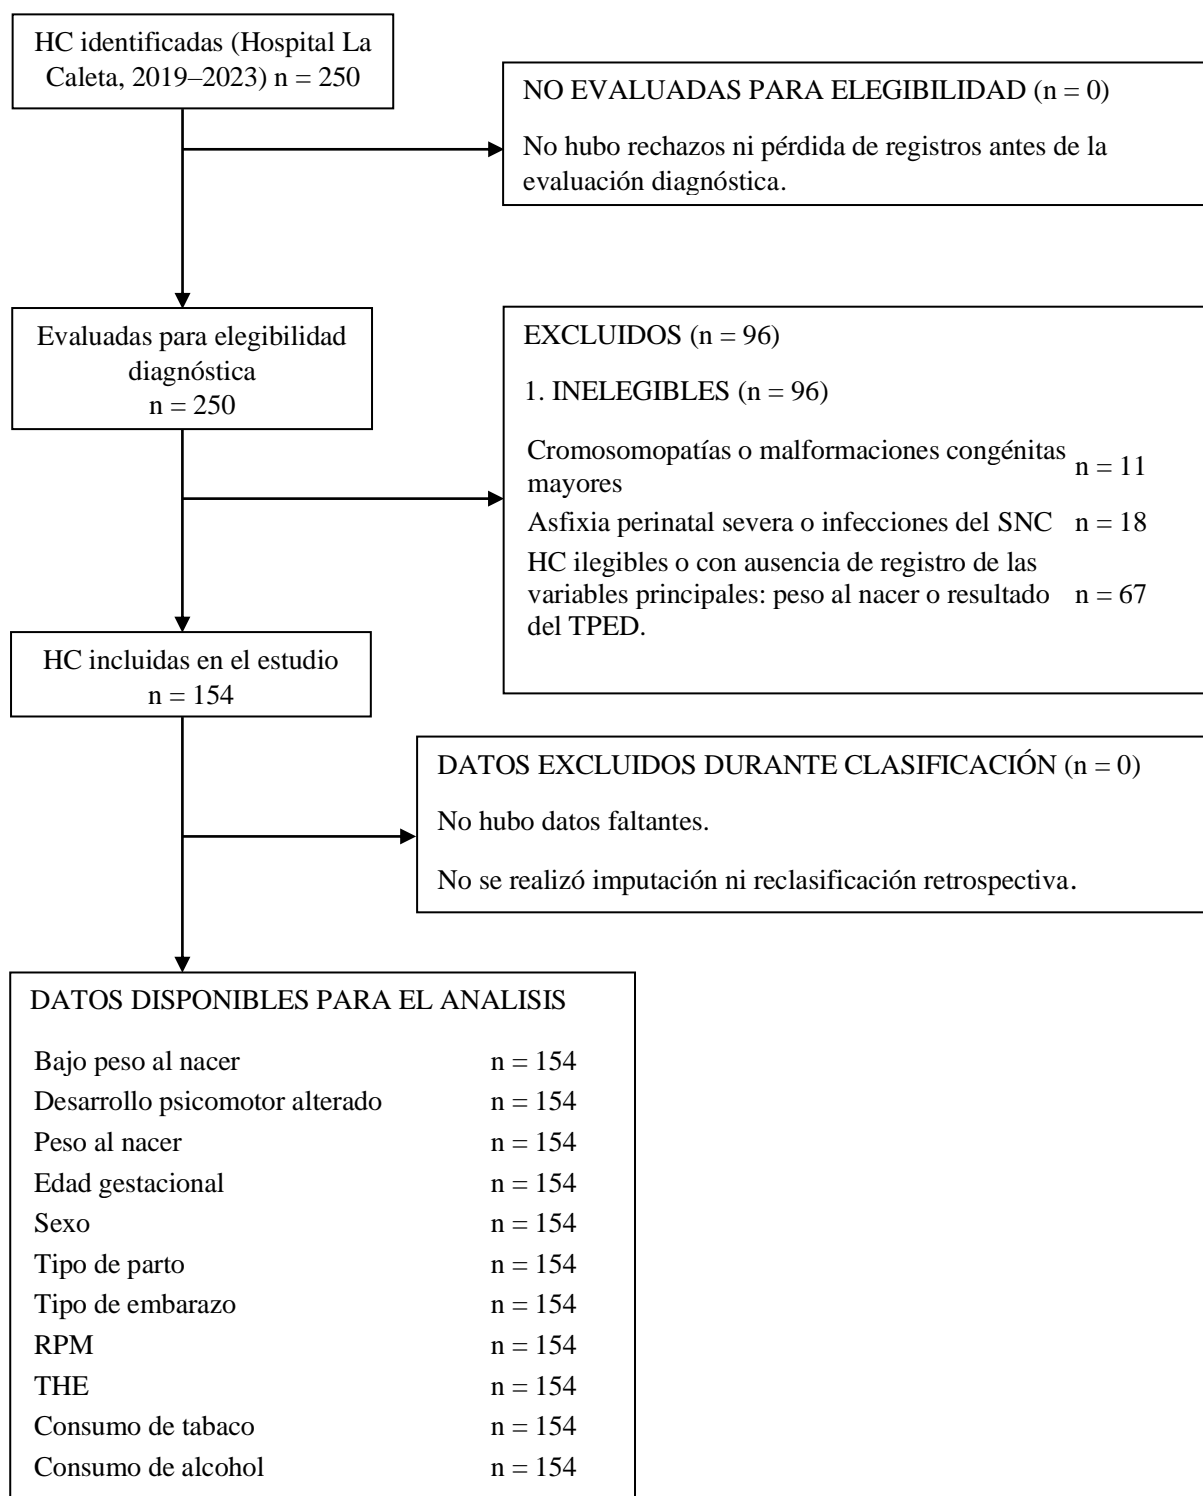 HC identificadas (Hospital La
Caleta, 2019–2023) n = 250
NO EVALUADAS PARA ELEGIBILIDAD (n = 0)
No hubo rechazos ni pérdida de registros antes de la
evaluación diagnóstica.
Evaluadas para elegibilidad
diagnóstica
n = 250
EXCLUIDOS (n = 96)
1. INELEGIBLES (n = 96)
Cromosomopatías o malformaciones congénitas
mayores n = 11
Asfixia perinatal severa o infecciones del SNC n = 18
HC ilegibles o con ausencia de registro de las
variables principales: peso al nacer o resultado n = 67
del TPED.
HC incluidas en el estudio
n = 154
DATOS EXCLUIDOS DURANTE CLASIFICACIÓN (n = 0)
No hubo datos faltantes.
No se realizó imputación ni reclasificación retrospectiva.
DATOS DISPONIBLES PARA EL ANALISIS
Bajo peso al nacer n = 154
Desarrollo psicomotor alterado n = 154
Peso al nacer n = 154
Edad gestacional n = 154
Sexo n = 154
Tipo de parto n = 154
Tipo de embarazo n = 154
RPM n = 154
THE n = 154
Consumo de tabaco n = 154
Consumo de alcohol n = 154